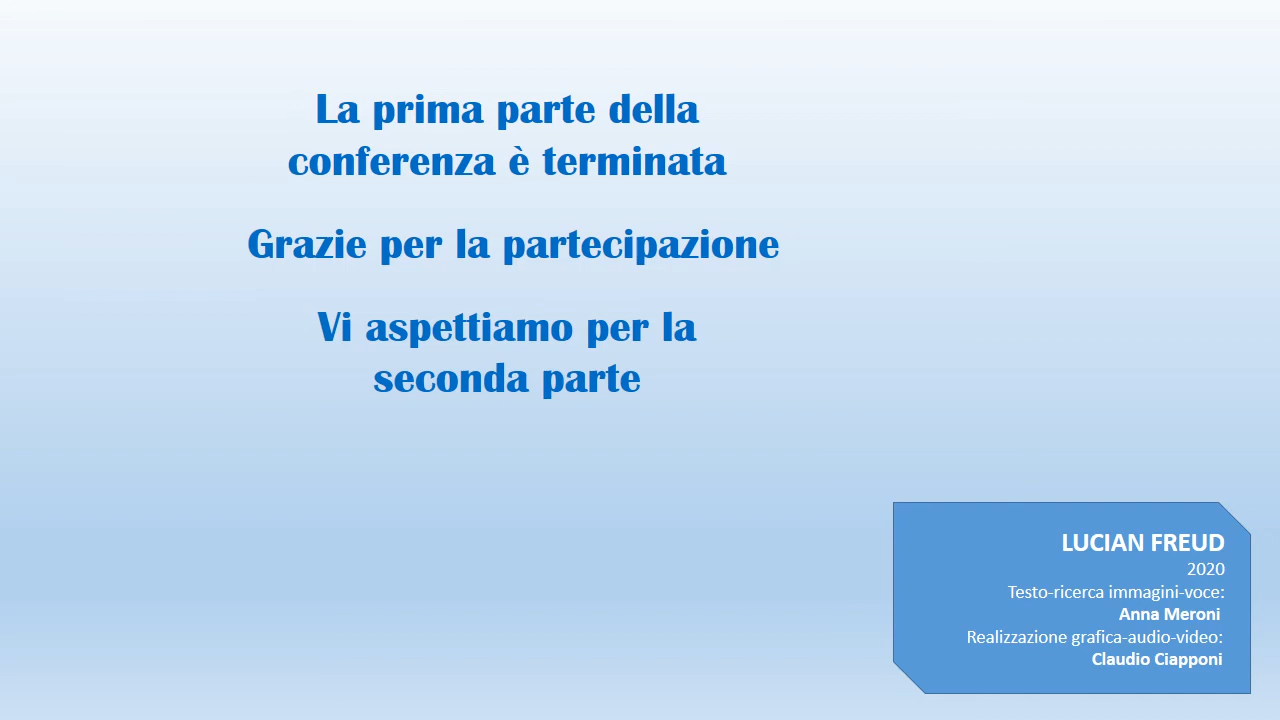 La prima parte della
conferenza è terminata
Grazie per la partecipazione
Vi aspettiamo per la
seconda parte
LUCIAN FREUD
2020
Testo-ricerca immagini-voce:
Anna Meroni
Realizzazione grafica-audio-video:
Claudio Ciapponi